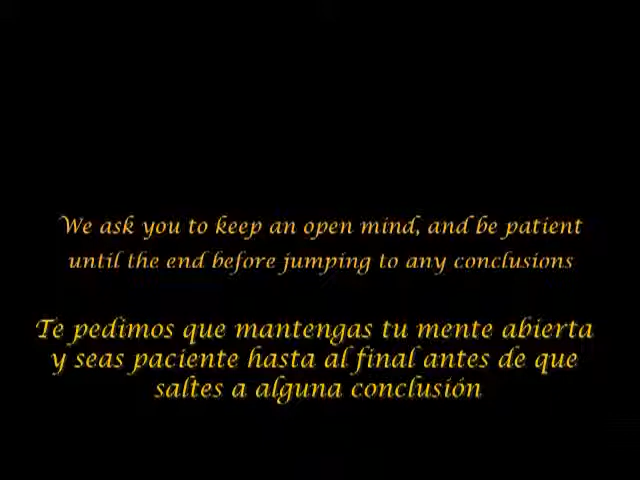 We ask you to keep an open mind, and be patient
until the end before jumping to any conclusions
Te pedimos que mantengas tu mente abierta
y seas paciente hasta al final antes de que
saltes a alguna conclusión